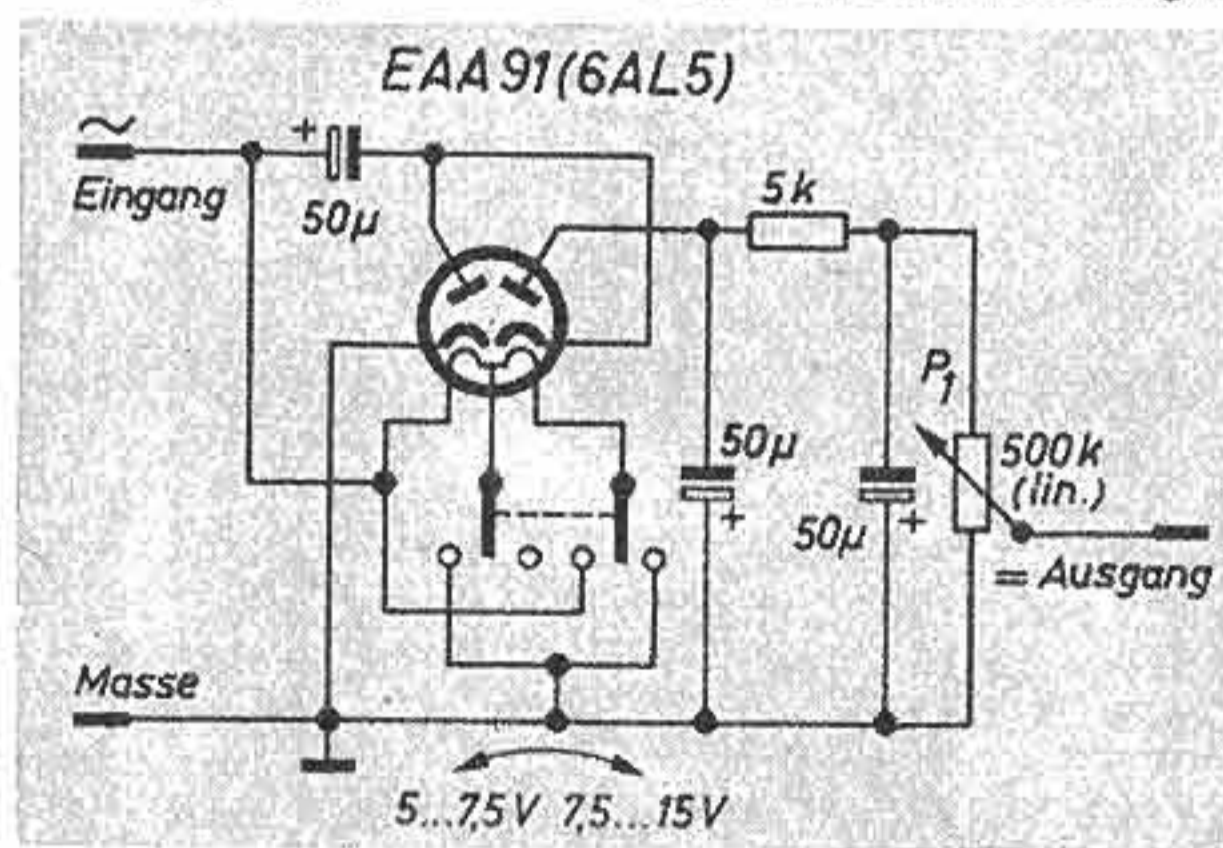 EAA91(6AL5)
~
Eingang
+
50µ
5k
P1
500k
(lin.)
50µ
+
50µ
+
= Ausgang
Masse
5...7,5V 7,5...15V